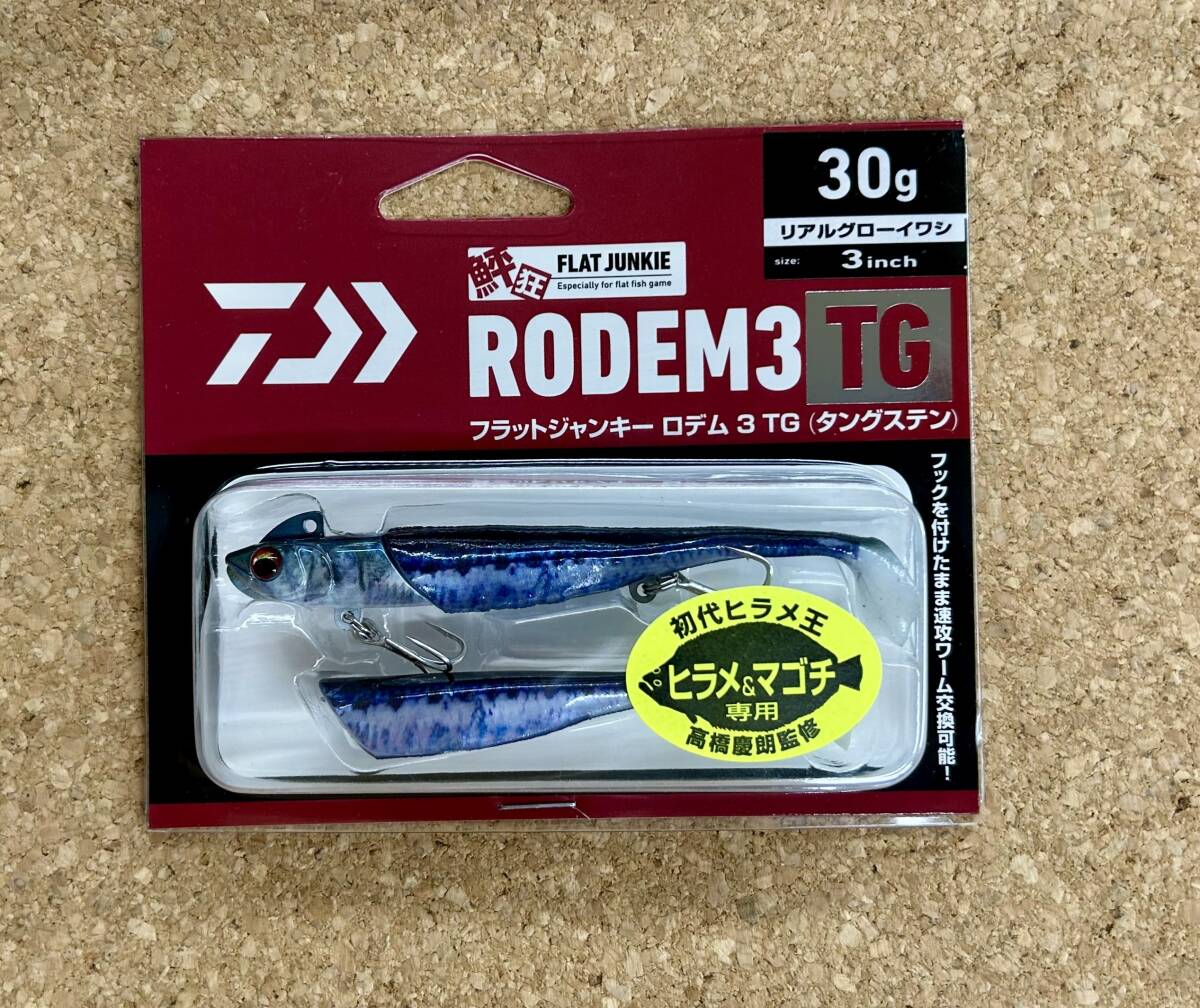 30g
リアルグローイワシ
size: 3inch
鮃狂
FLAT JUNKIE
Especially for flat fish game
RODEM3 TG
フラットジャンキー ロデム 3 TG (タングステン)
フックを付けたまま速攻ワーム交換可能!
初代ヒラメ王
ヒラメ&マゴチ
専用
高橋慶朗監修